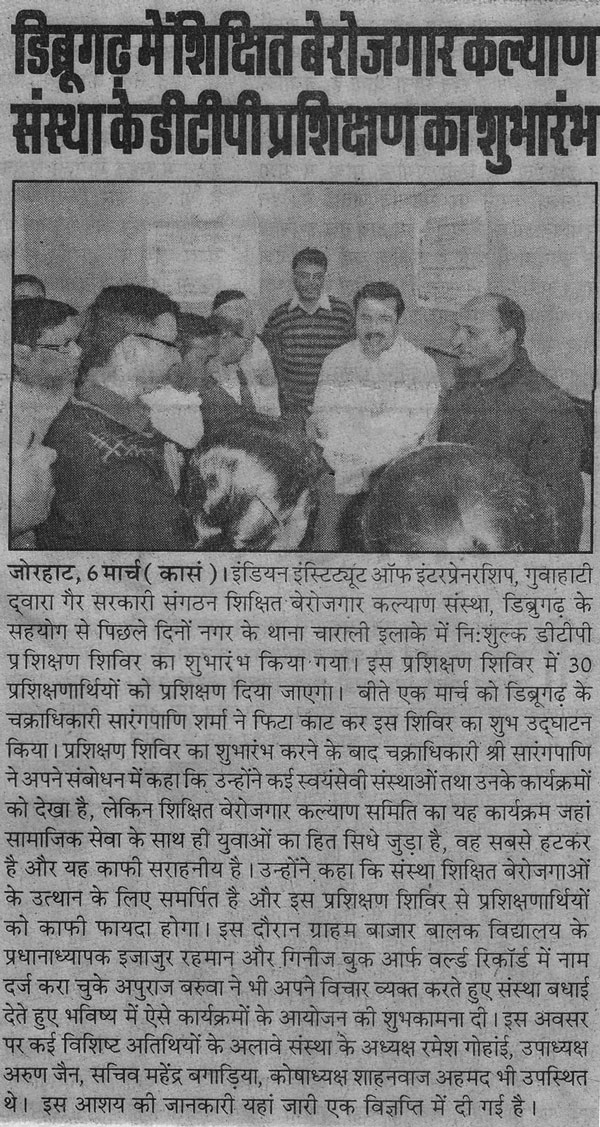 डिब्रूगढ़ में शिक्षित बेरोजगार कल्याण
संस्था के डीटीपी प्रशिक्षण का शुभारंभ
जोरहाट, 6 मार्च ( कासं )। इंडियन इंस्टिट्यूट ऑफ इंटरप्रेनरशिप, गुवाहाटी
द्वारा गैर सरकारी संगठन शिक्षित बेरोजगार कल्याण संस्था, डिब्रुगढ़ के
सहयोग से पिछले दिनों नगर के थाना चाराली इलाके में नि:शुल्क डीटीपी
प्रशिक्षण शिविर का शुभारंभ किया गया। इस प्रशिक्षण शिविर में 30
प्रशिक्षणार्थियों को प्रशिक्षण दिया जाएगा। बीते एक मार्च को डिब्रूगढ़ के
चक्राधिकारी सारंगपाणि शर्मा ने फिटा काट कर इस शिविर का शुभ उद्घाटन
किया। प्रशिक्षण शिविर का शुभारंभ करने के बाद चक्राधिकारी श्री सारंगपाणि
ने अपने संबोधन में कहा कि उन्होंने कई स्वयंसेवी संस्थाओं तथा उनके कार्यक्रमों
को देखा है, लेकिन शिक्षित बेरोजगार कल्याण समिति का यह कार्यक्रम जहां
सामाजिक सेवा के साथ ही युवाओं का हित सिधे जुड़ा है, वह सबसे हटकर
है और यह काफी सराहनीय है। उन्होंने कहा कि संस्था शिक्षित बेरोजगाओं
के उत्थान के लिए समर्पित है और इस प्रशिक्षण शिविर से प्रशिक्षणार्थियों
को काफी फायदा होगा। इस दौरान ग्राहम बाजार बालक विद्यालय के
प्रधानाध्यापक इजाजुर रहमान और गिनीज बुक आर्फ वर्ल्ड रिकॉर्ड में नाम
दर्ज करा चुके अपुराज बरुवा ने भी अपने विचार व्यक्त करते हुए संस्था बधाई
देते हुए भविष्य में ऐसे कार्यक्रमों के आयोजन की शुभकामना दी। इस अवसर
पर कई विशिष्ट अतिथियों के अलावे संस्था के अध्यक्ष रमेश गोहांई, उपाध्यक्ष
अरुण जैन, सचिव महेंद्र बगाड़िया, कोषाध्यक्ष शाहनवाज अहमद भी उपस्थित
थे। इस आशय की जानकारी यहां जारी एक विज्ञप्ति में दी गई है।